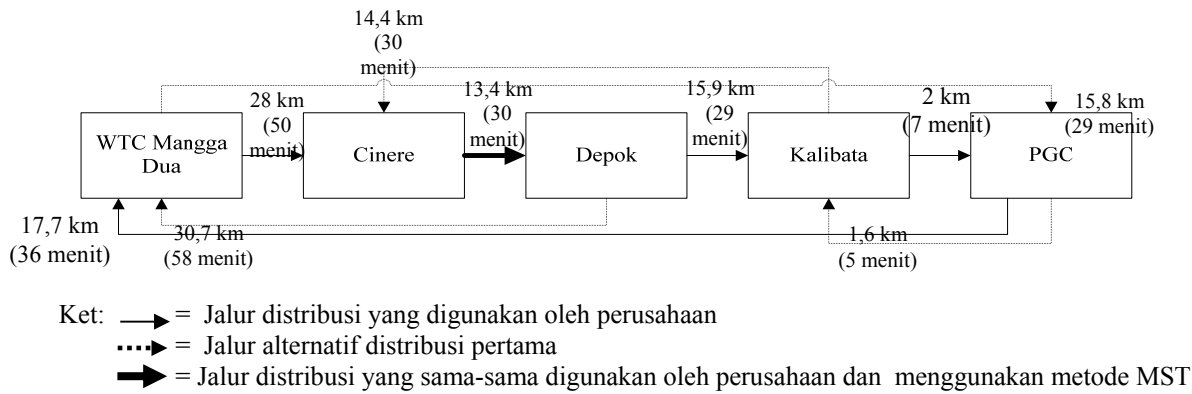 14,4 km
(30
menit)
28 km
(50
menit)
13,4 km
(30
menit)
15,9 km
(29
menit)
2 km
(7 menit)
15,8 km
(29 menit)
WTC Mangga
Dua
Cinere
Depok
Kalibata
PGC
17,7 km
(36 menit)
30,7 km
(58 menit)
1,6 km
(5 menit)
Ket: = Jalur distribusi yang digunakan oleh perusahaan
= Jalur alternatif distribusi pertama
= Jalur distribusi yang sama-sama digunakan oleh perusahaan dan menggunakan metode MST